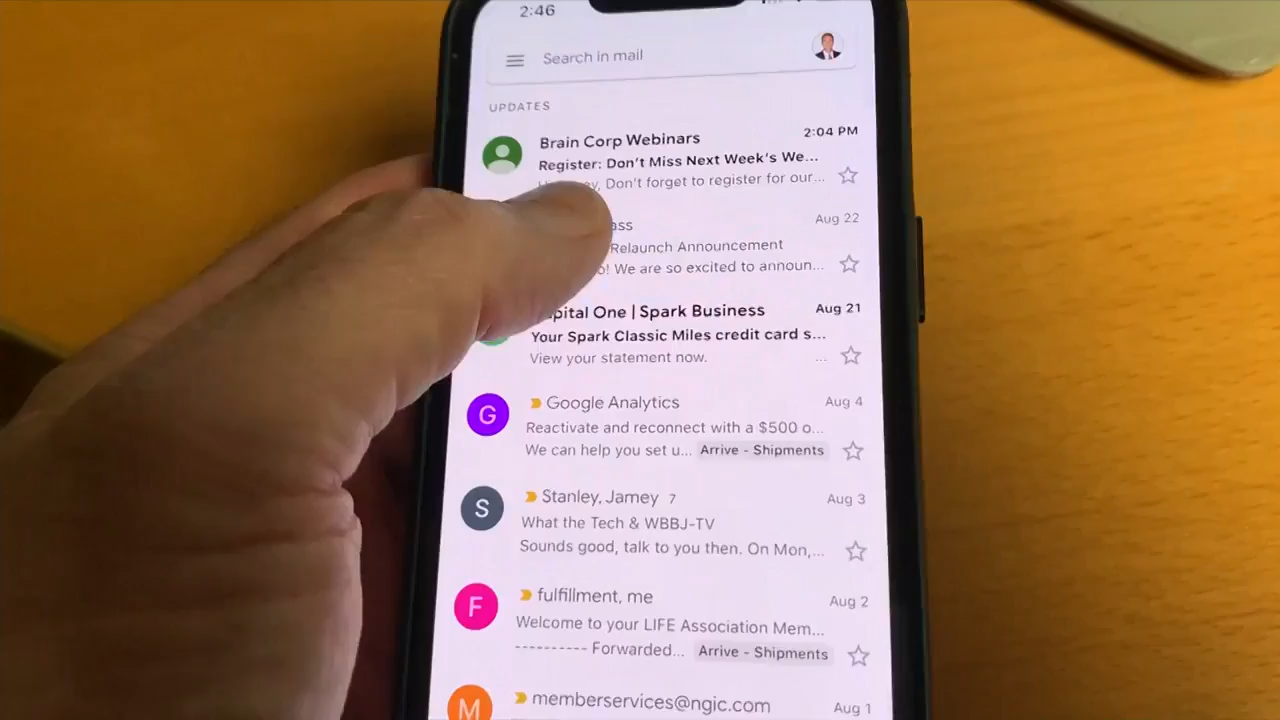 2:46
Search in mail
UPDATES
Brain Corp Webinars 2:04 PM
Register: Don't Miss Next Week's We...
Don't forget to register for our...
Aug 22
Relaunch Announcement
! We are so excited to announ...
pital One | Spark Business Aug 21
Your Spark Classic Miles credit card s...
View your statement now. ...
G Google Analytics Aug 4
Reactivate and reconnect with a $500 o...
We can help you set u... Arrive - Shipments
S Stanley, Jamey 7 Aug 3
What the Tech & WBBJ-TV
Sounds good, talk to you then. On Mon,...
F fulfillment, me Aug 2
Welcome to your LIFE Association Mem...
---------- Forwarded... Arrive - Shipments
M memberservices@ngic.com Aug 1